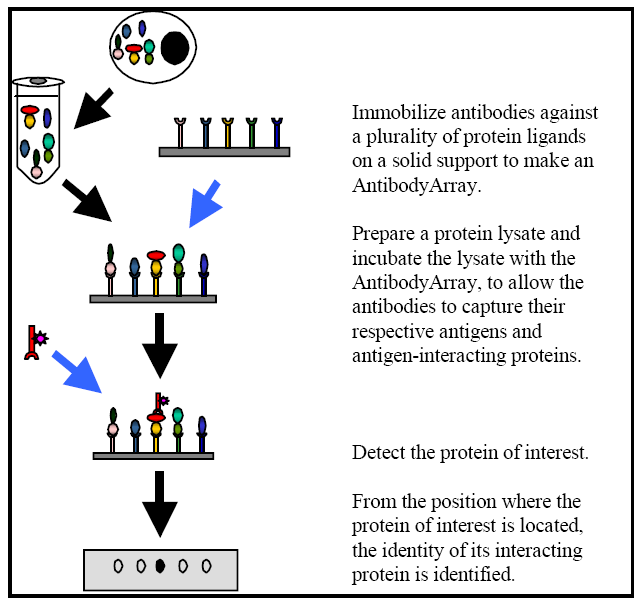 Immobilize antibodies against
a plurality of protein ligands
on a solid support to make an
AntibodyArray.
Prepare a protein lysate and
incubate the lysate with the
AntibodyArray, to allow the
antibodies to capture their
respective antigens and
antigen-interacting proteins.
Detect the protein of interest.
From the position where the
protein of interest is located,
the identity of its interacting
protein is identified.